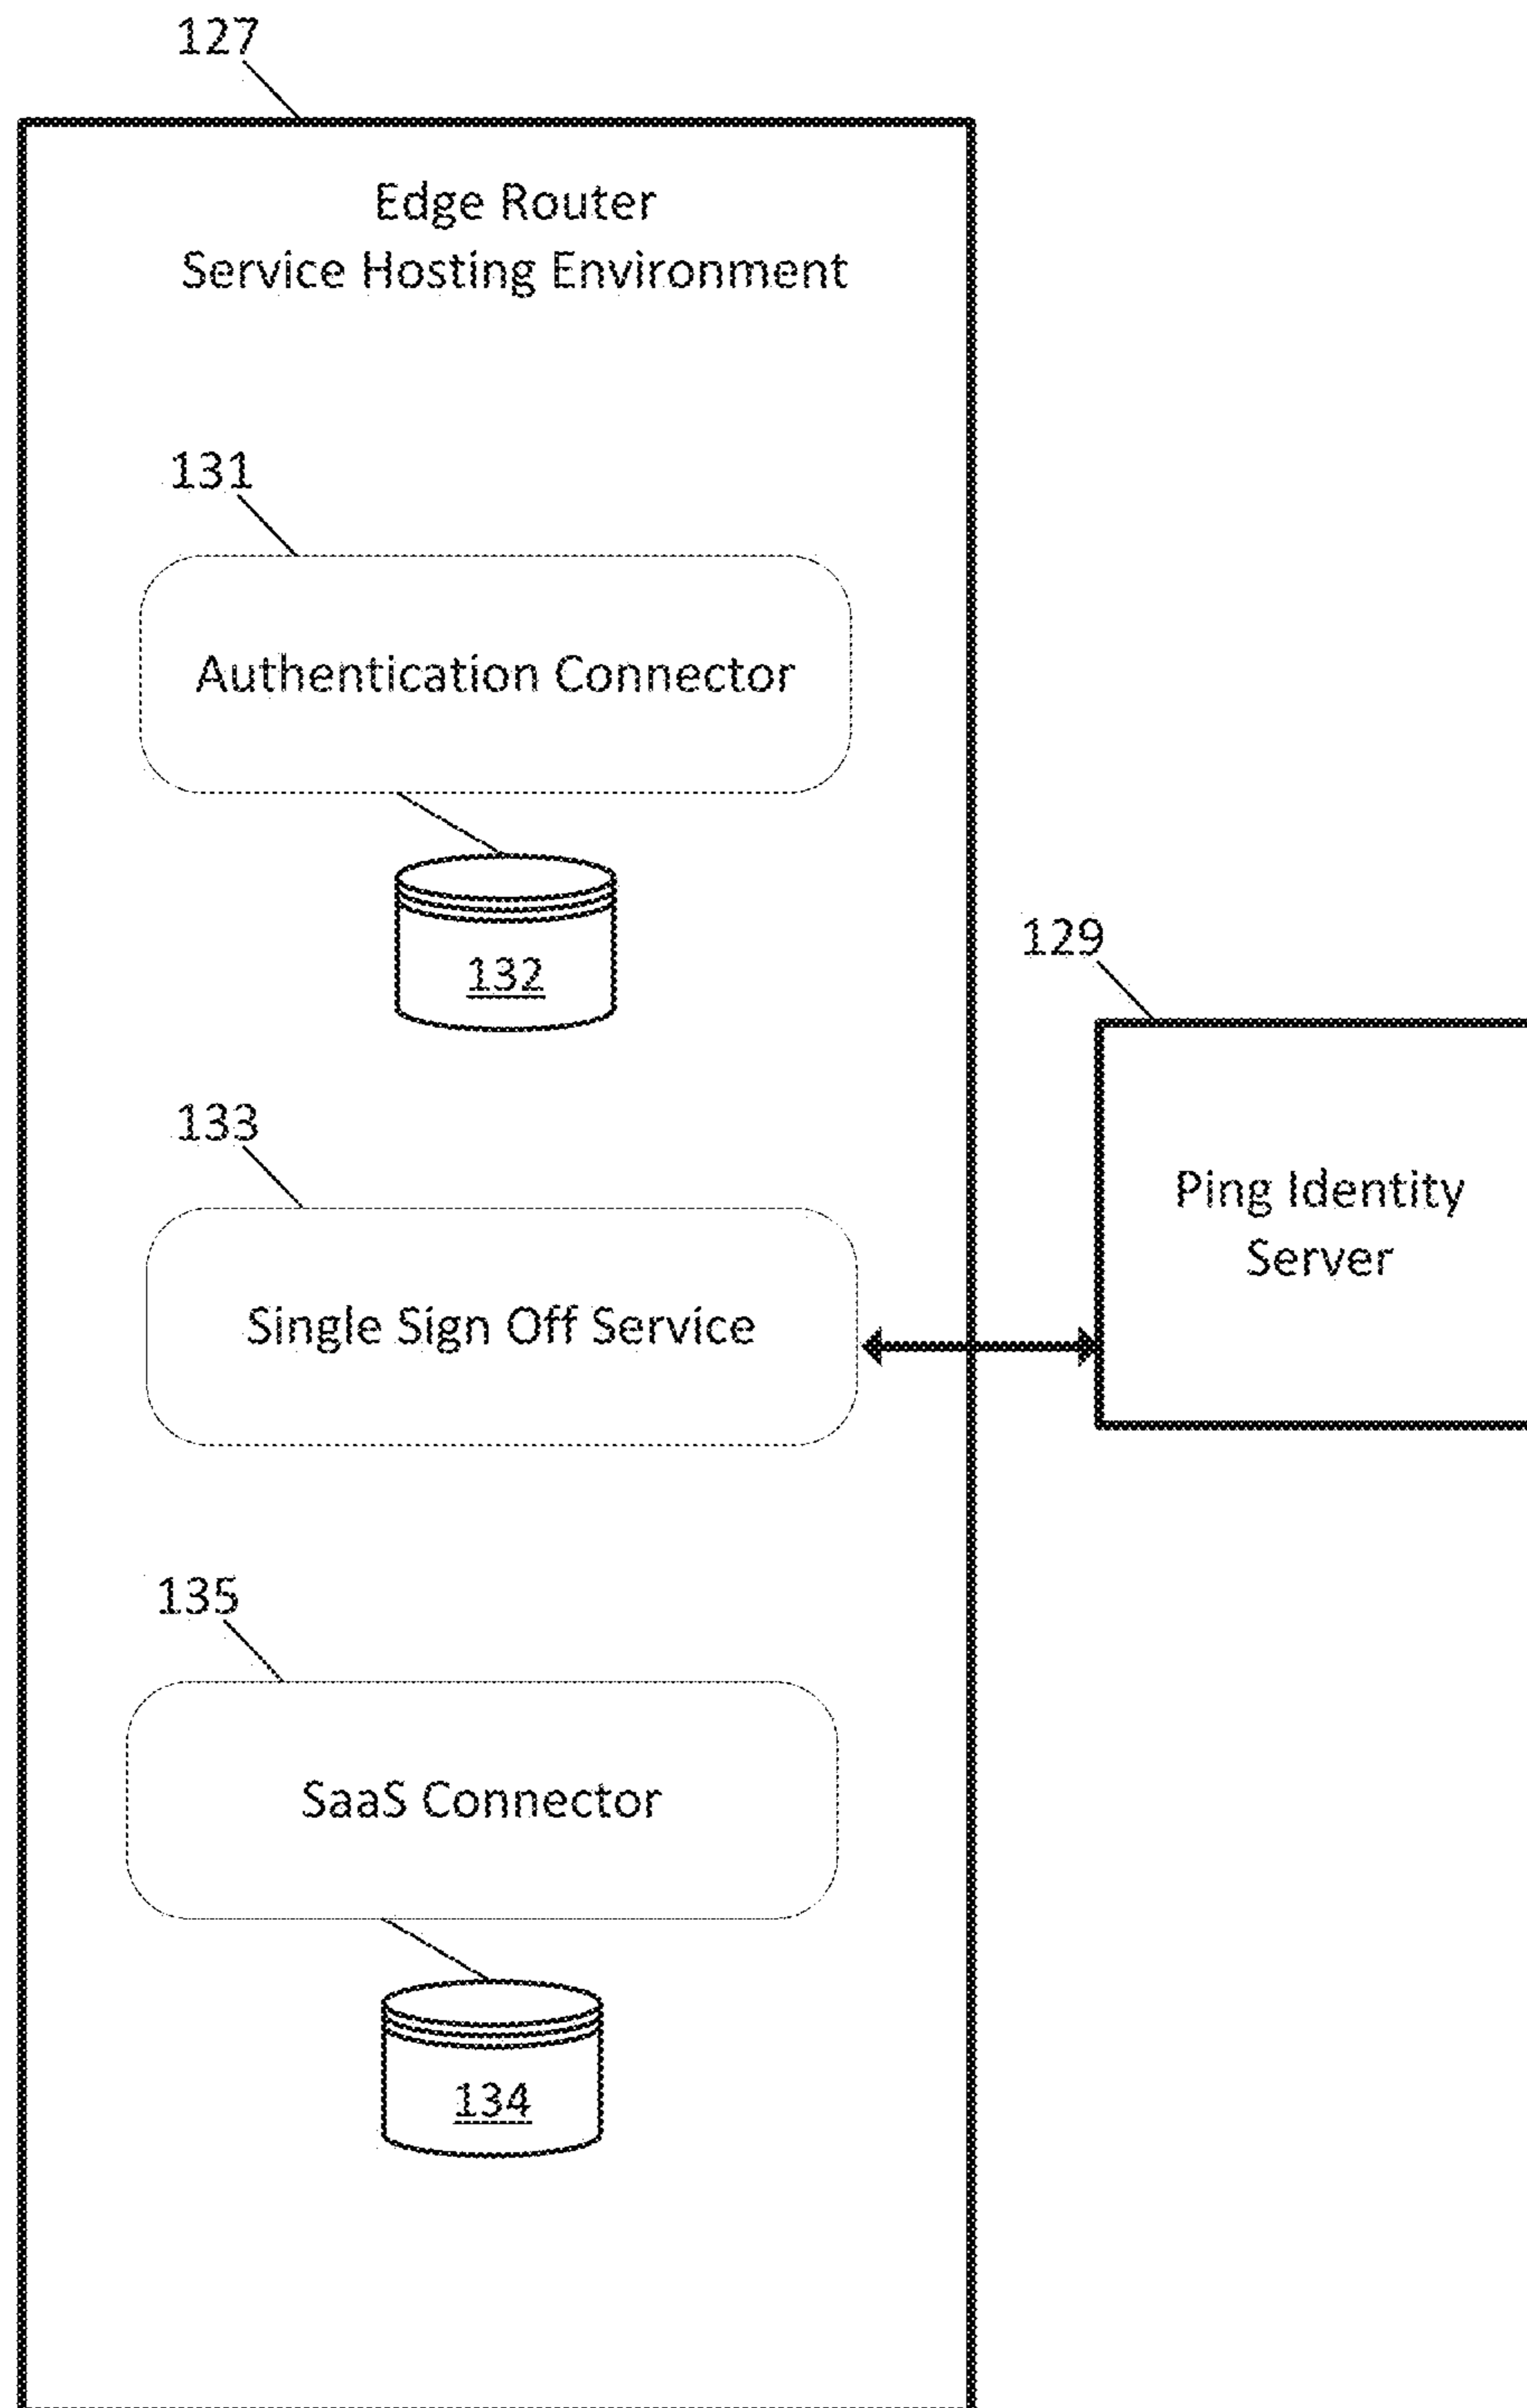 127
Edge Router
Service Hosting Environment
131
Authentication Connector
132
129
Ping Identity
Server
133
Single Sign Off Service
135
SaaS Connector
134